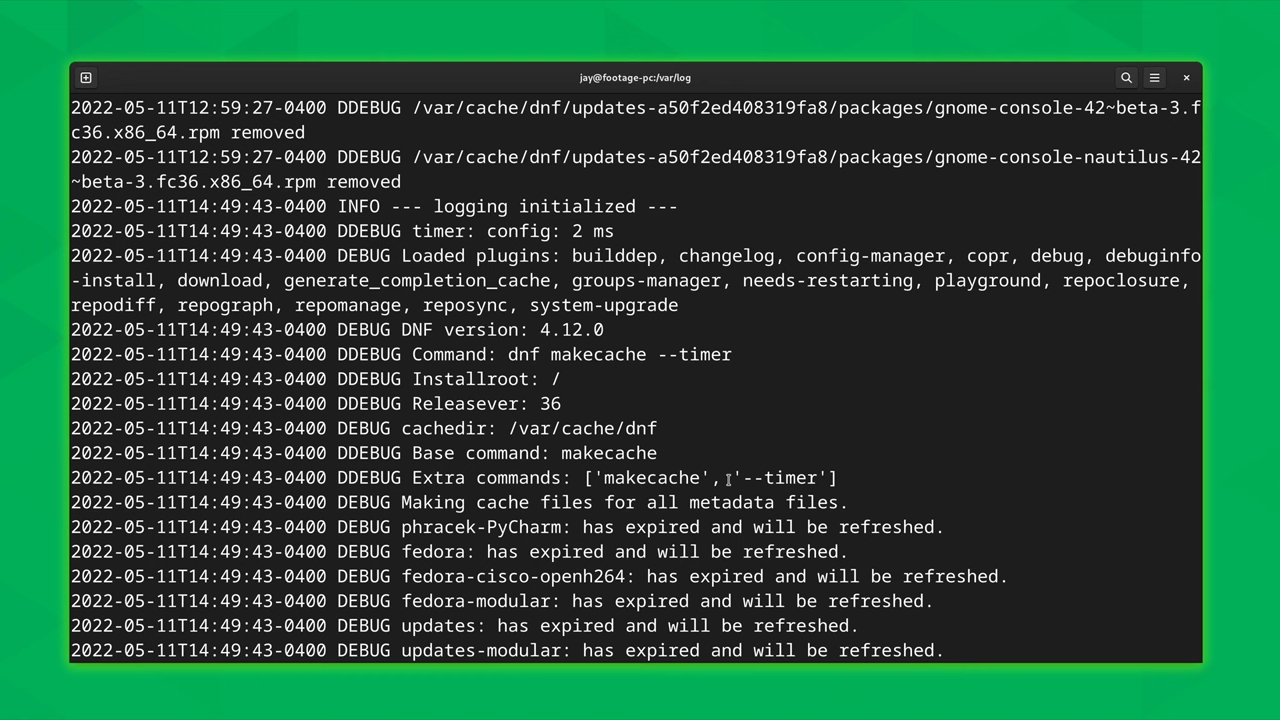 jay@footage-pc:/var/log
2022-05-11T12:59:27-0400 DDEBUG /var/cache/dnf/updates-a50f2ed408319fa8/packages/gnome-console-42~beta-3.f
c36.x86_64.rpm removed
2022-05-11T12:59:27-0400 DDEBUG /var/cache/dnf/updates-a50f2ed408319fa8/packages/gnome-console-nautilus-42
~beta-3.fc36.x86_64.rpm removed
2022-05-11T14:49:43-0400 INFO --- logging initialized ---
2022-05-11T14:49:43-0400 DDEBUG timer: config: 2 ms
2022-05-11T14:49:43-0400 DDEBUG Loaded plugins: builddep, changelog, config-manager, copr, debug, debuginfo
-install, download, generate_completion_cache, groups-manager, needs-restarting, playground, repoclosure,
repodiff, repograph, repomanage, reposync, system-upgrade
2022-05-11T14:49:43-0400 DEBUG DNF version: 4.12.0
2022-05-11T14:49:43-0400 DDEBUG Command: dnf makecache --timer
2022-05-11T14:49:43-0400 DDEBUG Installroot: /
2022-05-11T14:49:43-0400 DDEBUG Releasever: 36
2022-05-11T14:49:43-0400 DEBUG cachedir: /var/cache/dnf
2022-05-11T14:49:43-0400 DDEBUG Base command: makecache
2022-05-11T14:49:43-0400 DDEBUG Extra commands: ['makecache', '--timer']
2022-05-11T14:49:43-0400 DEBUG Making cache files for all metadata files.
2022-05-11T14:49:43-0400 DEBUG phracek-PyCharm: has expired and will be refreshed.
2022-05-11T14:49:43-0400 DEBUG fedora: has expired and will be refreshed.
2022-05-11T14:49:43-0400 DEBUG fedora-cisco-openh264: has expired and will be refreshed.
2022-05-11T14:49:43-0400 DEBUG fedora-modular: has expired and will be refreshed.
2022-05-11T14:49:43-0400 DEBUG updates: has expired and will be refreshed.
2022-05-11T14:49:43-0400 DEBUG updates-modular: has expired and will be refreshed.